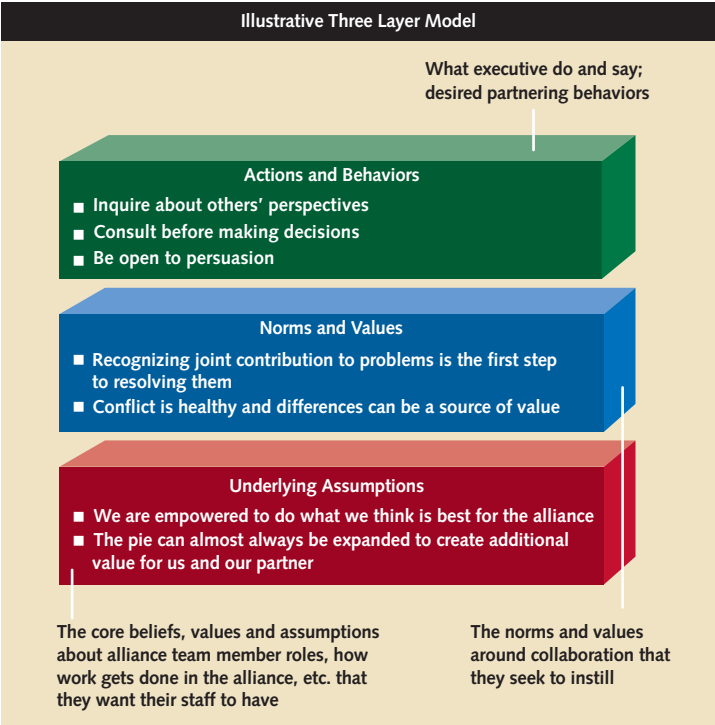 Illustrative Three Layer Model
What executive do and say;
desired partnering behaviors
Actions and Behaviors
■ Inquire about others’ perspectives
■ Consult before making decisions
■ Be open to persuasion
Norms and Values
■ Recognizing joint contribution to problems is the first step
to resolving them
■ Conflict is healthy and differences can be a source of value
Underlying Assumptions
■ We are empowered to do what we think is best for the alliance
■ The pie can almost always be expanded to create additional
value for us and our partner
The core beliefs, values and assumptions
about alliance team member roles, how
work gets done in the alliance, etc. that
they want their staff to have
The norms and values
around collaboration that
they seek to instill